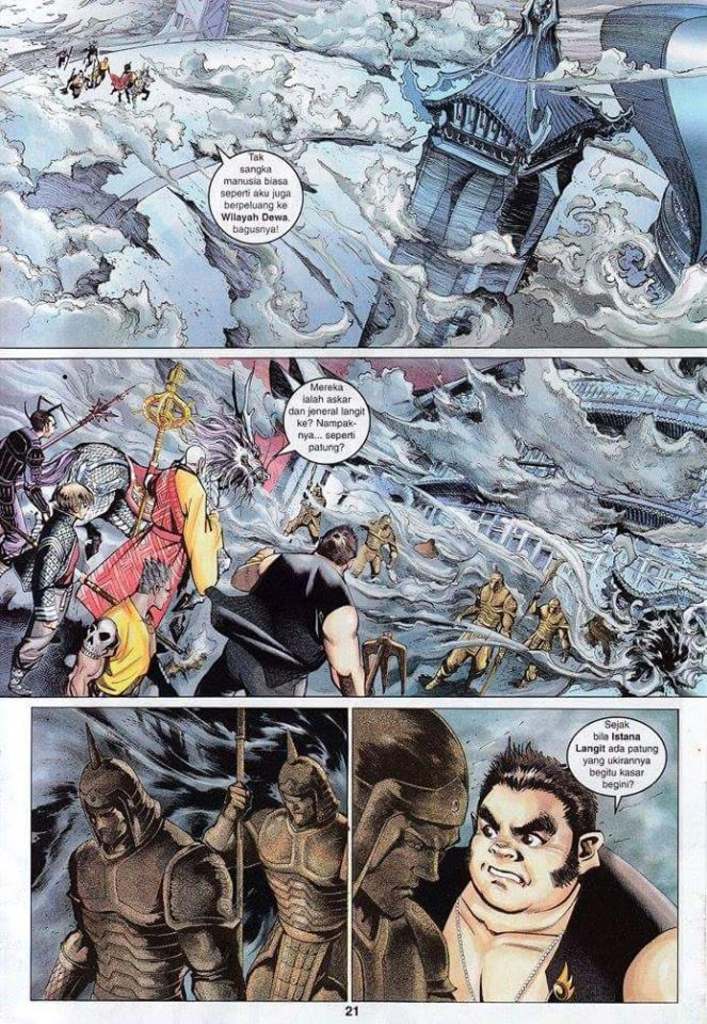 Tak
sangka
manusia biasa
seperti aku juga
berpeluang ke
Wilayah Dewa,
bagusnya!
Mereka
ialah askar
dan jeneral langit
ke? Nampak-
nya... seperti
patung?
Sejak
bila Istana
Langit ada patung
yang ukirannya
begitu kasar
begini?
21